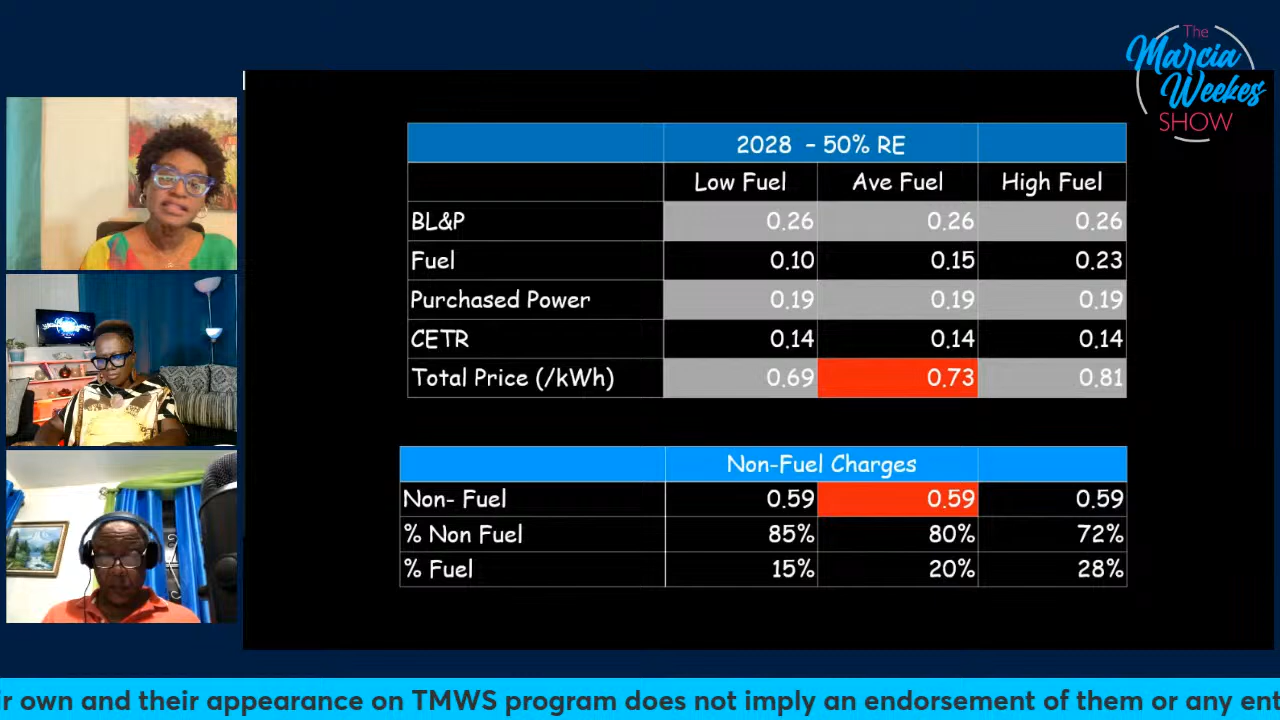 The
Marcia
Weekes
SHOW
2028 - 50% RE
Low Fuel Ave Fuel High Fuel
BL&P 0.26 0.26 0.26
Fuel 0.10 0.15 0.23
Purchased Power 0.19 0.19 0.19
CETR 0.14 0.14 0.14
Total Price (/kWh) 0.69 0.73 0.81
Non-Fuel Charges
Non- Fuel 0.59 0.59 0.59
% Non Fuel 85% 80% 72%
% Fuel 15% 20% 28%
ir own and their appearance on TMWS program does not imply an endorsement of them or any ent